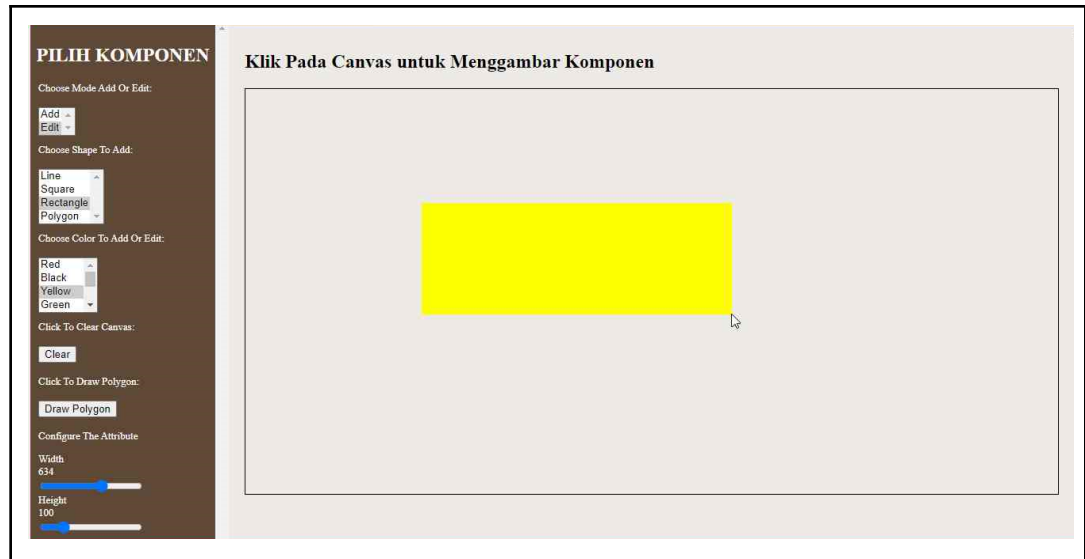 PILIH KOMPONEN
Choose Mode Add Or Edit:
Add
Edit
Choose Shape To Add:
Line
Square
Rectangle
Polygon
Choose Color To Add Or Edit:
Red
Black
Yellow
Green
Click To Clear Canvas:
Clear
Click To Draw Polygon:
Draw Polygon
Configure The Attribute
Width
634
Height
100
Klik Pada Canvas untuk Menggambar Komponen